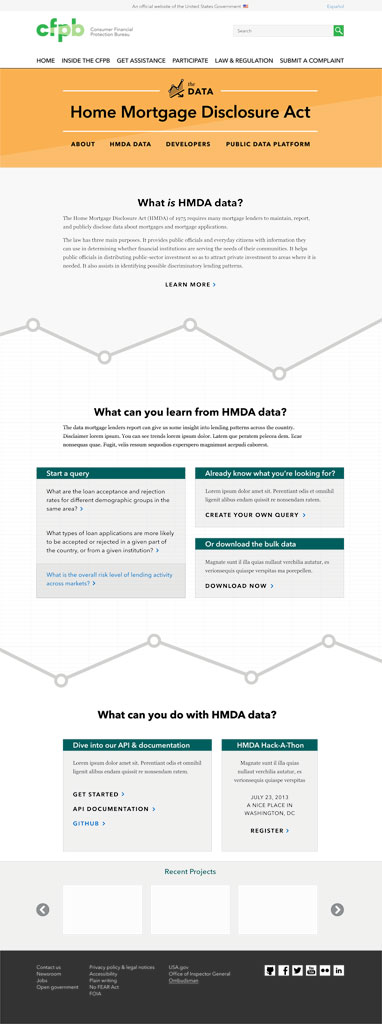 An official website of the United States Government
Español
cfpb Consumer Financial
Protection Bureau
Search
HOME INSIDE THE CFPB GET ASSISTANCE PARTICIPATE LAW & REGULATION SUBMIT A COMPLAINT
the
DATA
Home Mortgage Disclosure Act
ABOUT HMDA DATA DEVELOPERS PUBLIC DATA PLATFORM
What is HMDA data?
The Home Mortgage Disclosure Act (HMDA) of 1975 requires many mortgage lenders to maintain, report,
and publicly disclose data about mortgages and mortgage applications.
The law has three main purposes. It provides public officials and everyday citizens with information they
can use in determining whether financial institutions are serving the needs of their communities. It helps
public officials in distributing public-sector investment so as to attract private investment to areas where it is
needed. It also assists in identifying possible discriminatory lending patterns.
LEARN MORE >
What can you learn from HMDA data?
The data mortgage lenders report can give us some insight into lending patterns across the country.
Disclaimer lorem ipsum. You can see trends lorem ipsum dolor. Latem que peratem pelecea dem. Ecae
nonsequas quae. Fugit, velis essum sequodios experspero magnimust aecpudi caborest.
Start a query
What are the loan acceptance and rejection
rates for different demographic groups in the
same area? >
What types of loan applications are more likely
to be accepted or rejected in a given part of
the country, or from a given institution? >
What is the overall risk level of lending activity
across markets? >
Already know what you're looking for?
Lorem ipsum dolor amet sit. Parentiant odis et omnihil
ligenit alibus endam quissit re nonsendam ratem.
CREATE YOUR OWN QUERY >
Or download the bulk data
Magnate sunt il illa quibus nullaba verchilia autatur, es
verionsequis quiaspe verspitas ma porepellen.
DOWNLOAD NOW >
What can you do with HMDA data?
Dive into our API & documentation
Lorem ipsum dolor amet sit. Parentiant odis et omnihil
ligenit alibus endam quissit re nonsendam ratem.
GET STARTED >
API DOCUMENTATION >
GITHUB >
HMDA Hack-A-Thon
Magnate sunt il illa quibus
nullaba verchilia autatur, es
verionsequis quiaspe verspitas
JULY 23, 2013
A NICE PLACE IN
WASHINGTON, DC
REGISTER >
Recent Projects
Contact us
Newsroom
Jobs
Open government
Privacy policy & legal notices
Accessibility
Plain writing
No FEAR Act
FOIA
USA.gov
Office of Inspector General
Ombudsman